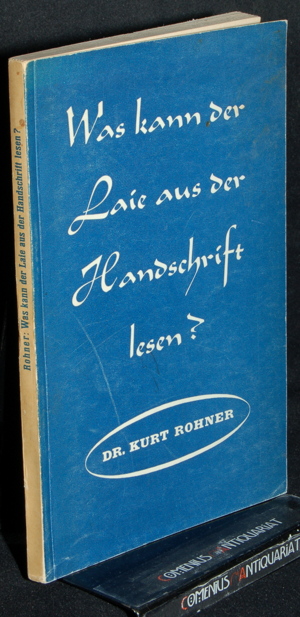 Was kann der
Laie aus der
Handschrift
lesen?
DR. KURT ROHNER
Rohner: Was kann der Laie aus der Handschrift lesen?
COMENIUS ANTIQUARIAT
COMENIUS ANTIQUARIAT